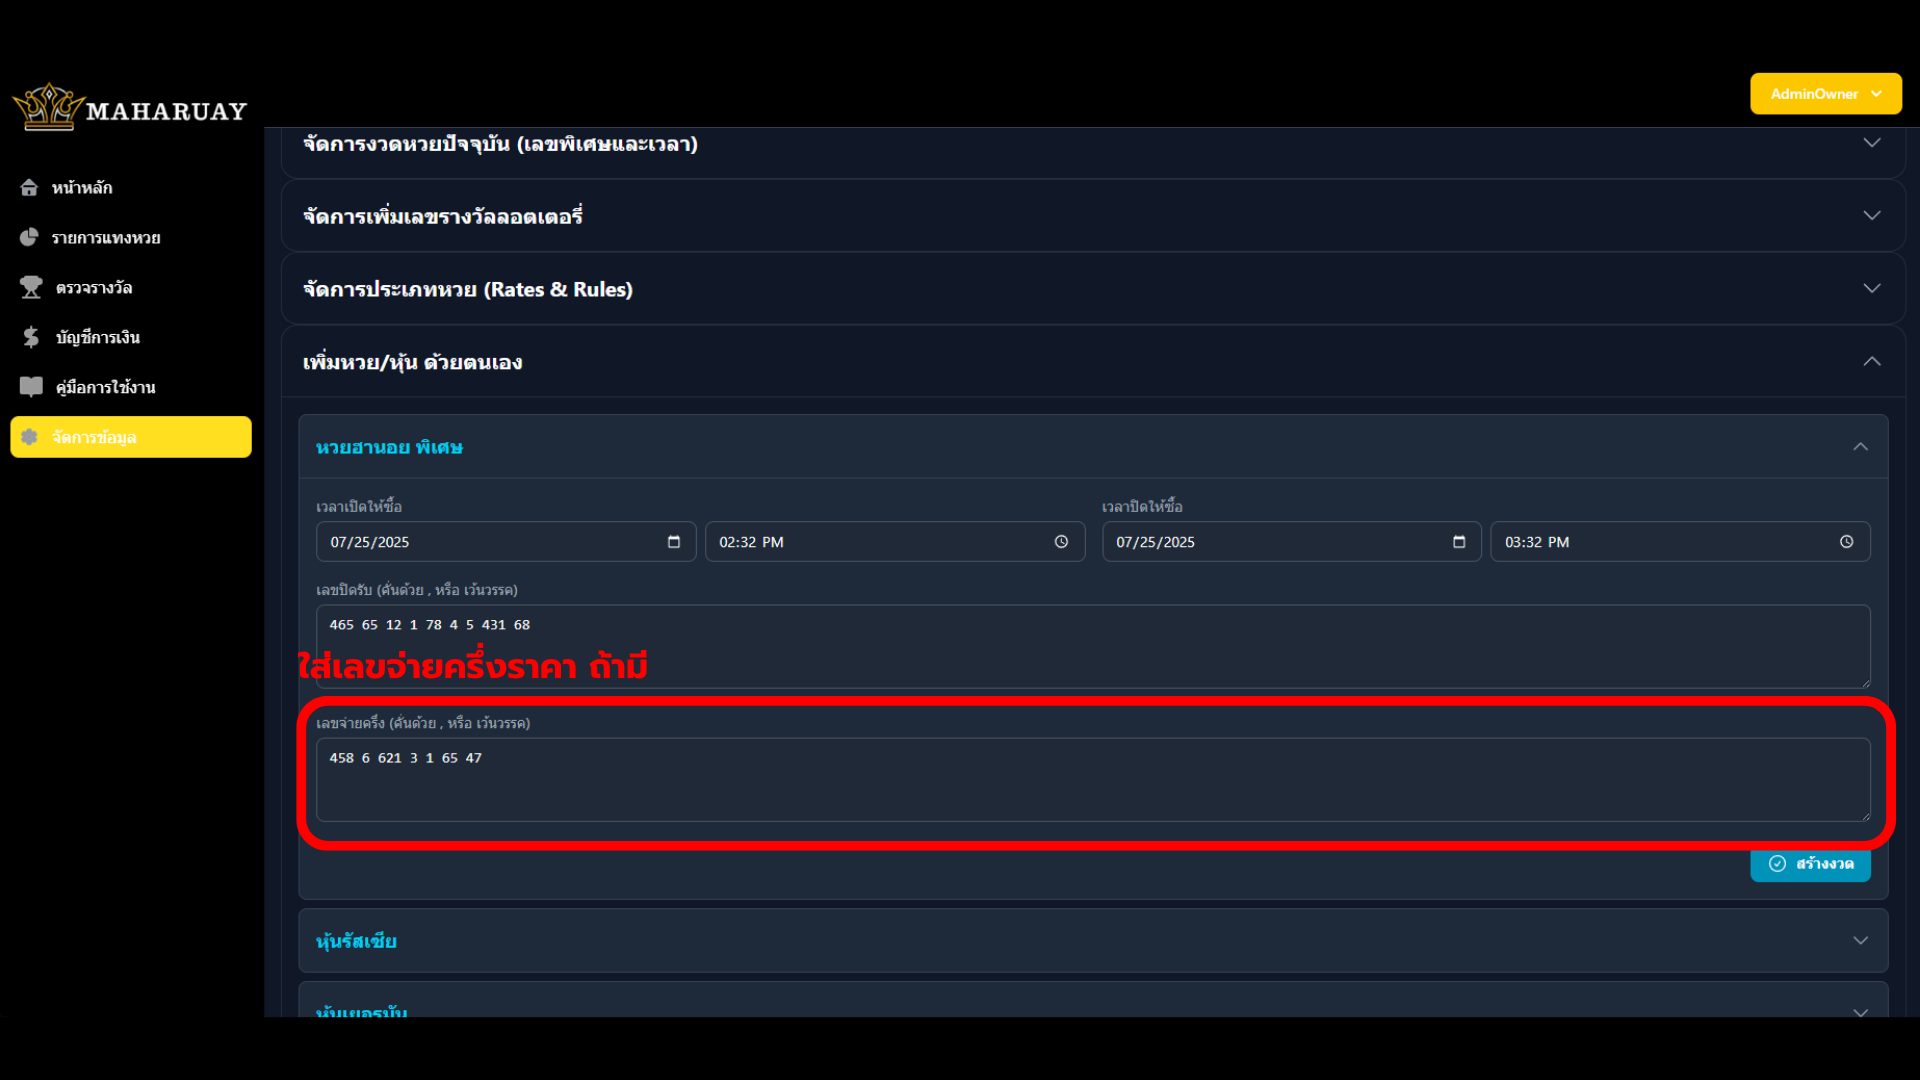 MAHARUAY
AdminOwner
หน้าหลัก
รายการแทงหวย
ตรวจรางวัล
บัญชีการเงิน
คู่มือการใช้งาน
จัดการข้อมูล
จัดการงวดหวยปัจจุบัน (เลขพิเศษและเวลา)
จัดการเพิ่มเลขรางวัลลอตเตอรี่
จัดการประเภทหวย (Rates & Rules)
เพิ่มหวย/หุ้น ด้วยตนเอง
หวยฮานอย พิเศษ
เวลาเปิดให้ซื้อ
07/25/2025 02:32 PM
เวลาปิดให้ซื้อ
07/25/2025 03:32 PM
เลขปิดรับ (คั่นด้วย , หรือ เว้นวรรค)
465 65 12 1 78 4 5 431 68
ใส่เลขจ่ายครึ่งราคา ถ้ามี
เลขจ่ายครึ่ง (คั่นด้วย , หรือ เว้นวรรค)
458 6 621 3 1 65 47
สร้างงวด
หุ้นรัสเซีย
หุ้นเยอรมัน